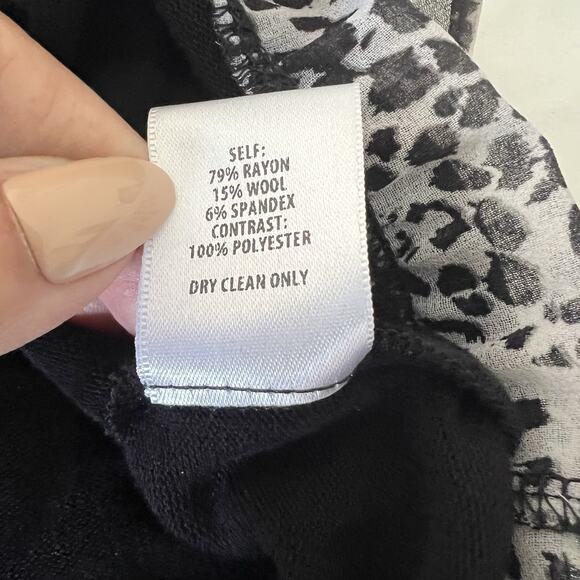 SELF:
79% RAYON
15% WOOL
6% SPANDEX
CONTRAST:
100% POLYESTER
DRY CLEAN ONLY